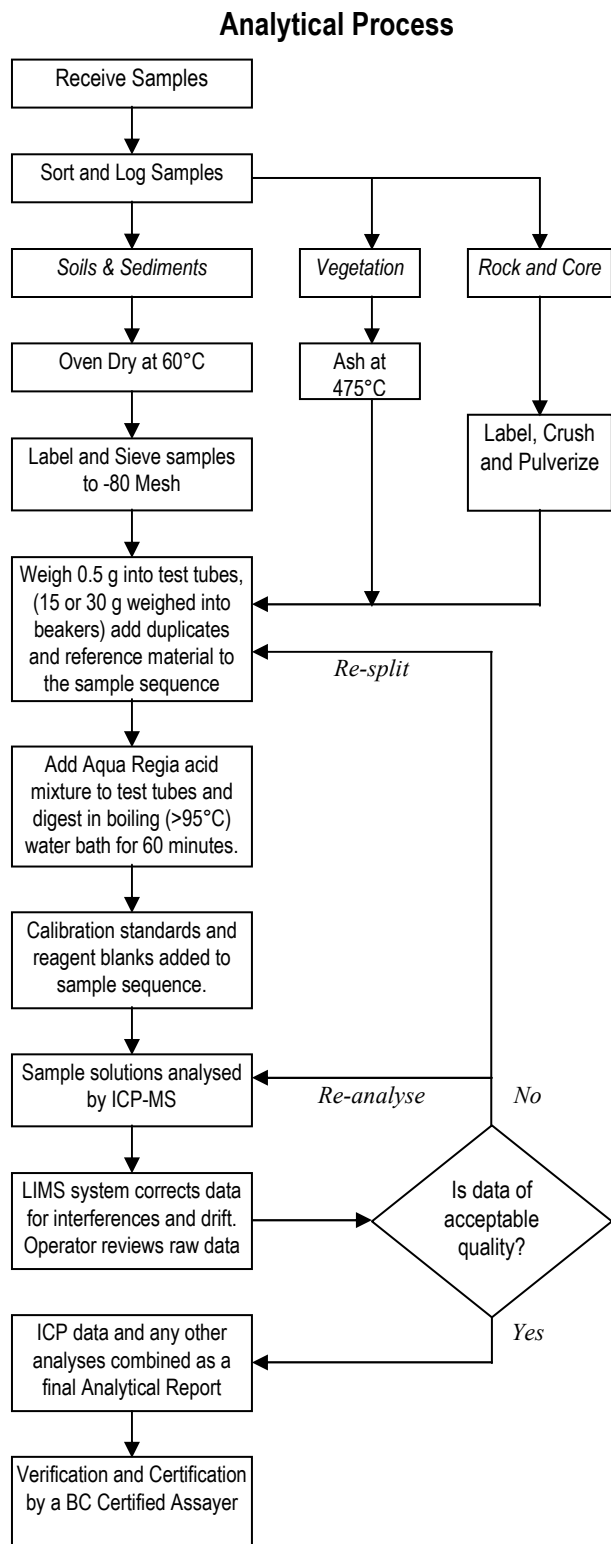 Analytical Process
Receive Samples
Sort and Log Samples
Soils & Sediments
Vegetation
Rock and Core
Oven Dry at 60°C
Ash at
475°C
Label, Crush
and Pulverize
Label and Sieve samples
to -80 Mesh
Weigh 0.5 g into test tubes,
(15 or 30 g weighed into
beakers) add duplicates
and reference material to
the sample sequence
Re-split
Add Aqua Regia acid
mixture to test tubes and
digest in boiling (>95°C)
water bath for 60 minutes.
Calibration standards and
reagent blanks added to
sample sequence.
Sample solutions analysed
by ICP-MS
Re-analyse
No
LIMS system corrects data
for interferences and drift.
Operator reviews raw data
Is data of
acceptable
quality?
Yes
ICP data and any other
analyses combined as a
final Analytical Report
Verification and Certification
by a BC Certified Assayer